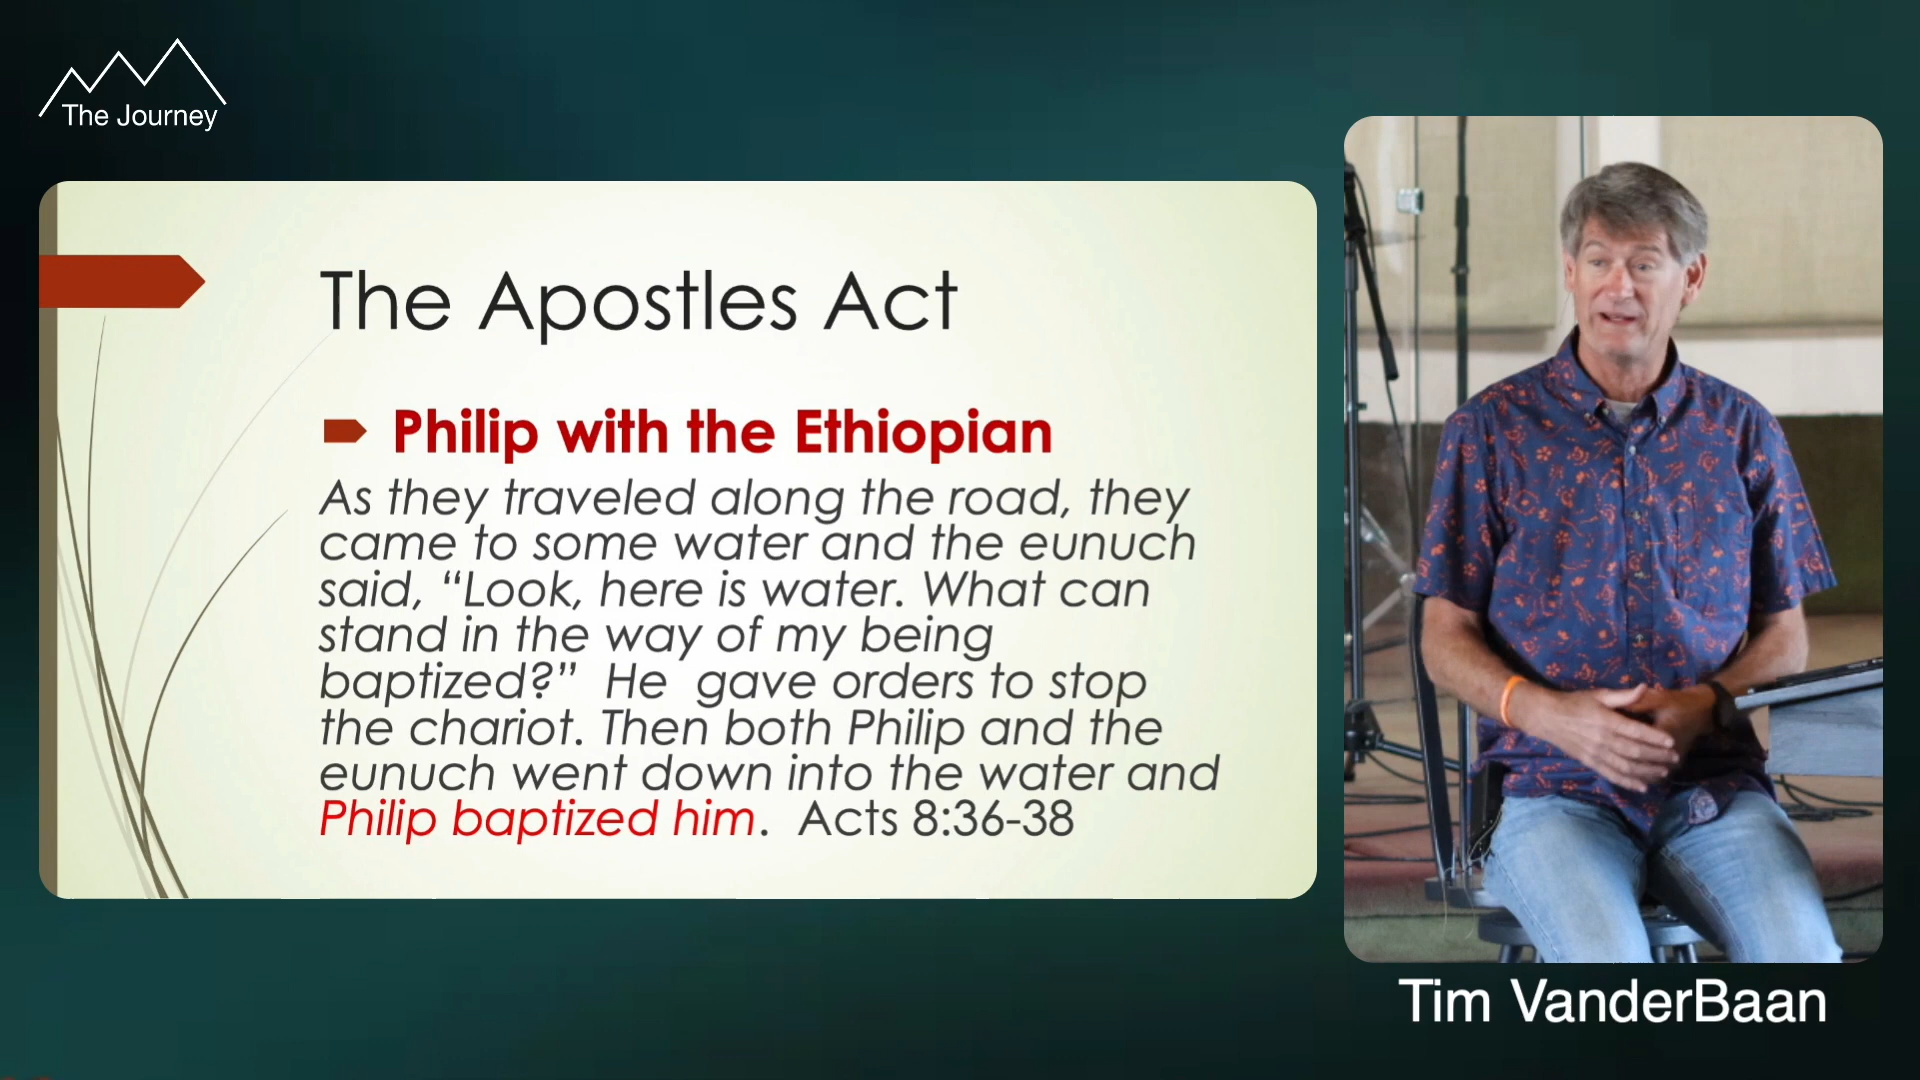 The Journey
The Apostles Act
Philip with the Ethiopian
As they traveled along the road, they
came to some water and the eunuch
said, “Look, here is water. What can
stand in the way of my being
baptized?”  He  gave orders to stop
the chariot. Then both Philip and the
eunuch went down into the water and
Philip baptized him.  Acts 8:36-38
Tim VanderBaan